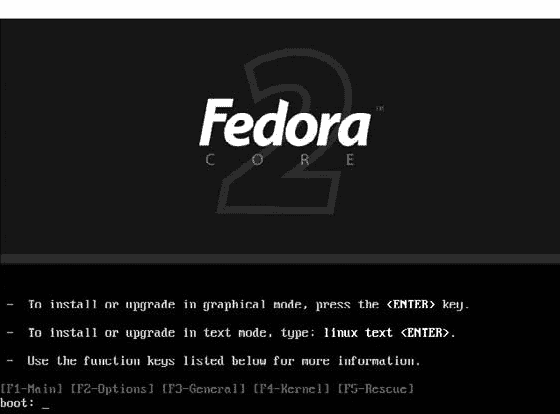 2
Fedora™
CORE
- To install or upgrade in graphical mode, press the <ENTER> key.
- To install or upgrade in text mode, type: linux text <ENTER>.
- Use the function keys listed below for more information.
[F1-Main] [F2-Options] [F3-General] [F4-Kernel] [F5-Rescue]
boot: _